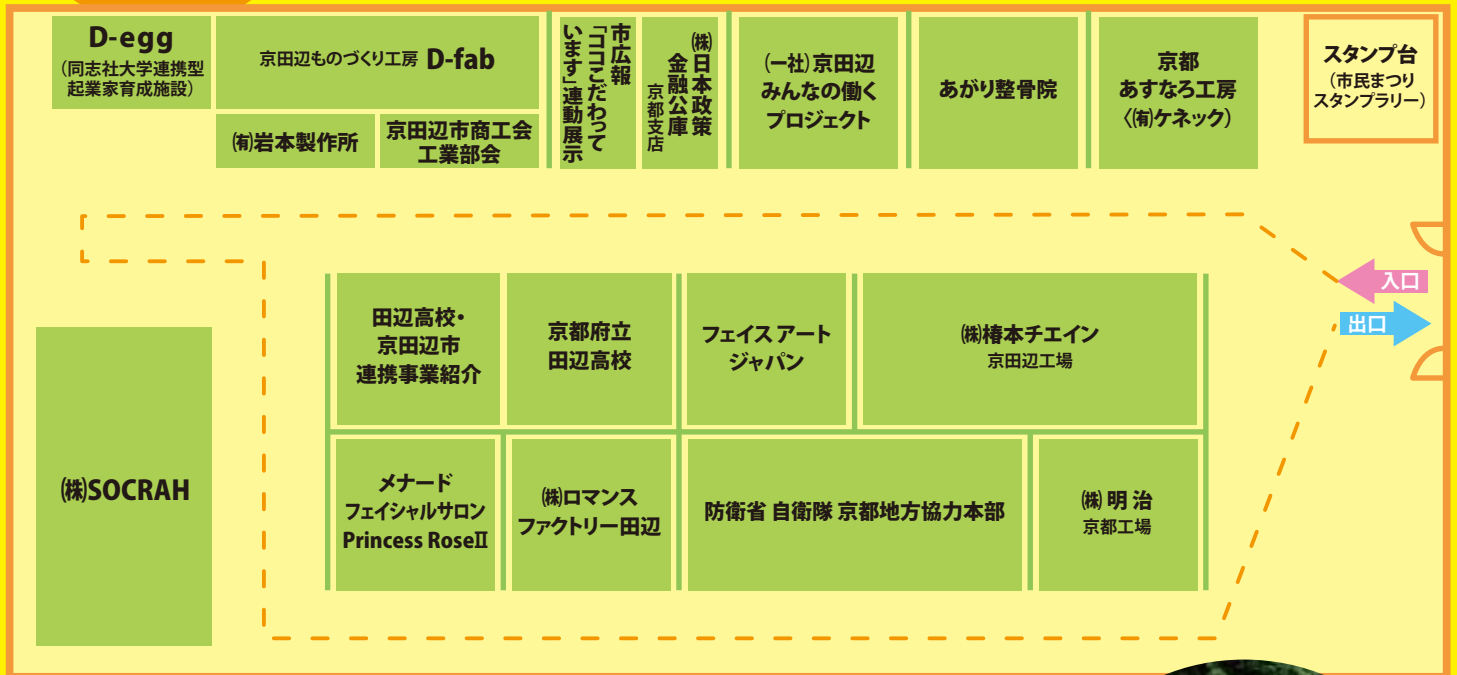 D-egg
（同志社大学連携型
起業家育成施設）
京田辺ものづくり工房 D-fab
㈲岩本製作所
京田辺市商工会
工業部会
市広報
「ココこだわって
います」連動展示
㈱日本政策
金融公庫
京都支店
（一社）京田辺
みんなの働く
プロジェクト
あがり整骨院
京都
あすなろ工房
〈㈲ケネック）
スタンプ台
（市民まつり
スタンプラリー）
入口
出口
田辺高校・
京田辺市
連携事業紹介
京都府立
田辺高校
フェイス アート
ジャパン
㈱椿本チエイン
京田辺工場
㈱SOCRAH
メナード
フェイシャルサロン
Princess RoseⅡ
㈱ロマンス
ファクトリー田辺
防衛省 自衛隊 京都地方協力本部
㈱ 明 治
京都工場